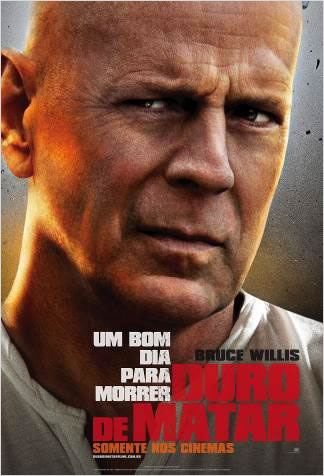 UM BOM
DIA
PARA
MORRER
BRUCE WILLIS
DURO
DE MATAR
SOMENTE NOS CINEMAS